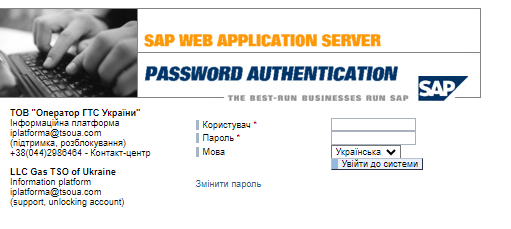 SAP WEB APPLICATION SERVER
PASSWORD AUTHENTICATION
THE BEST-RUN BUSINESSES RUN SAP
SAP
ТОВ "Оператор ГТС України"
Інформаційна платформа
iplatforma@tsoua.com
(підтримка, розблокування)
+38(044)2986464 - Контакт-центр
LLC Gas TSO of Ukraine
Information platform
iplatforma@tsoua.com
(support, unlocking account)
Користувач *
Пароль *
Мова Українська
Увійти до системи
Змінити пароль